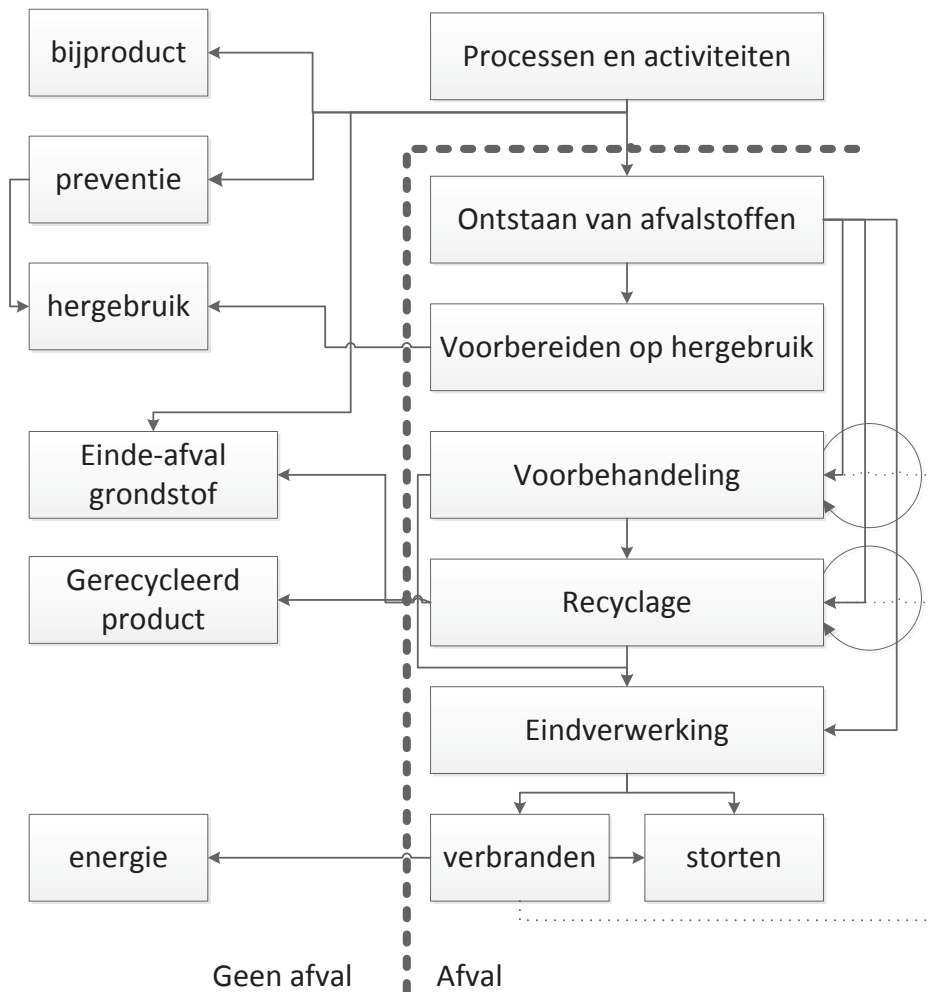 bijproduct
Processen en activiteiten
preventie
Ontstaan van afvalstoffen
hergebruik
Voorbereiden op hergebruik
Einde-afval
grondstof
Voorbehandeling
Gerecycleerd
product
Recyclage
Eindverwerking
energie
verbranden
storten
Geen afval
Afval